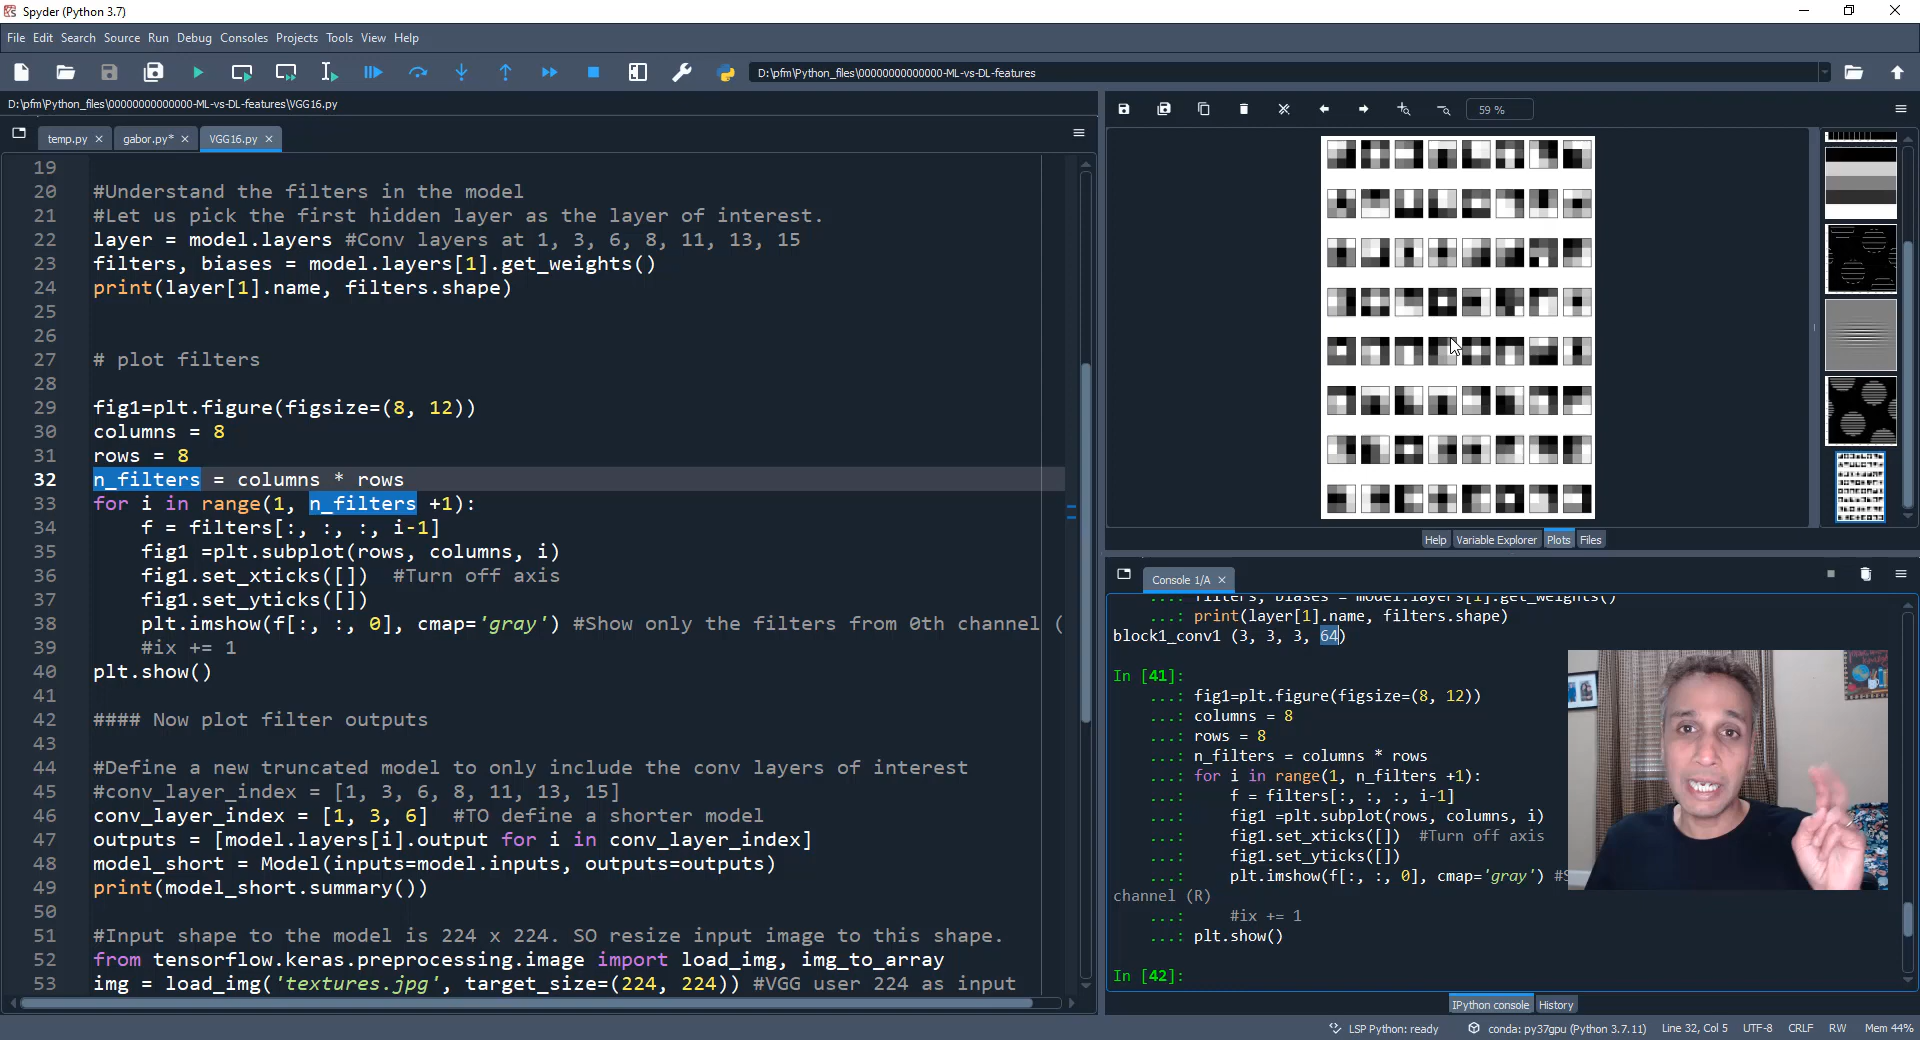 Spyder (Python 3.7)
File Edit Search Source Run Debug Consoles Projects Tools View Help
D:\pfm\Python_files\00000000000000-ML-vs-DL-features
D:\pfm\Python_files\00000000000000-ML-vs-DL-features\VGG16.py
temp.py gabor.py* VGG16.py
59 %
19
20 #Understand the filters in the model
21 #Let us pick the first hidden layer as the layer of interest.
22 layer = model.layers #Conv layers at 1, 3, 6, 8, 11, 13, 15
23 filters, biases = model.layers[1].get_weights()
24 print(layer[1].name, filters.shape)
25
26
27 # plot filters
28
29 fig1=plt.figure(figsize=(8, 12))
30 columns = 8
31 rows = 8
32 n_filters = columns * rows
33 for i in range(1, n_filters +1):
34 f = filters[:, :, :, i-1]
35 fig1 =plt.subplot(rows, columns, i)
36 fig1.set_xticks([]) #Turn off axis
37 fig1.set_yticks([])
38 plt.imshow(f[:, :, 0], cmap='gray') #Show only the filters from 0th channel (
39 #ix += 1
40 plt.show()
41
42 #### Now plot filter outputs
43
44 #Define a new truncated model to only include the conv layers of interest
45 #conv_layer_index = [1, 3, 6, 8, 11, 13, 15]
46 conv_layer_index = [1, 3, 6] #TO define a shorter model
47 outputs = [model.layers[i].output for i in conv_layer_index]
48 model_short = Model(inputs=model.inputs, outputs=outputs)
49 print(model_short.summary())
50
51 #Input shape to the model is 224 x 224. SO resize input image to this shape.
52 from tensorflow.keras.preprocessing.image import load_img, img_to_array
53 img = load_img('textures.jpg', target_size=(224, 224)) #VGG user 224 as input
Help Variable Explorer Plots Files
Console 1/A
...: filters, biases = model.layers[1].get_weights()
...: print(layer[1].name, filters.shape)
block1_conv1 (3, 3, 3, 64)
In [41]:
...: fig1=plt.figure(figsize=(8, 12))
...: columns = 8
...: rows = 8
...: n_filters = columns * rows
...: for i in range(1, n_filters +1):
...: f = filters[:, :, :, i-1]
...: fig1 =plt.subplot(rows, columns, i)
...: fig1.set_xticks([]) #Turn off axis
...: fig1.set_yticks([])
...: plt.imshow(f[:, :, 0], cmap='gray') #S
channel (R)
...: #ix += 1
...: plt.show()
In [42]:
IPython console History
LSP Python: ready conda: py37gpu (Python 3.7.11) Line 32, Col 5 UTF-8 CRLF RW Mem 44%